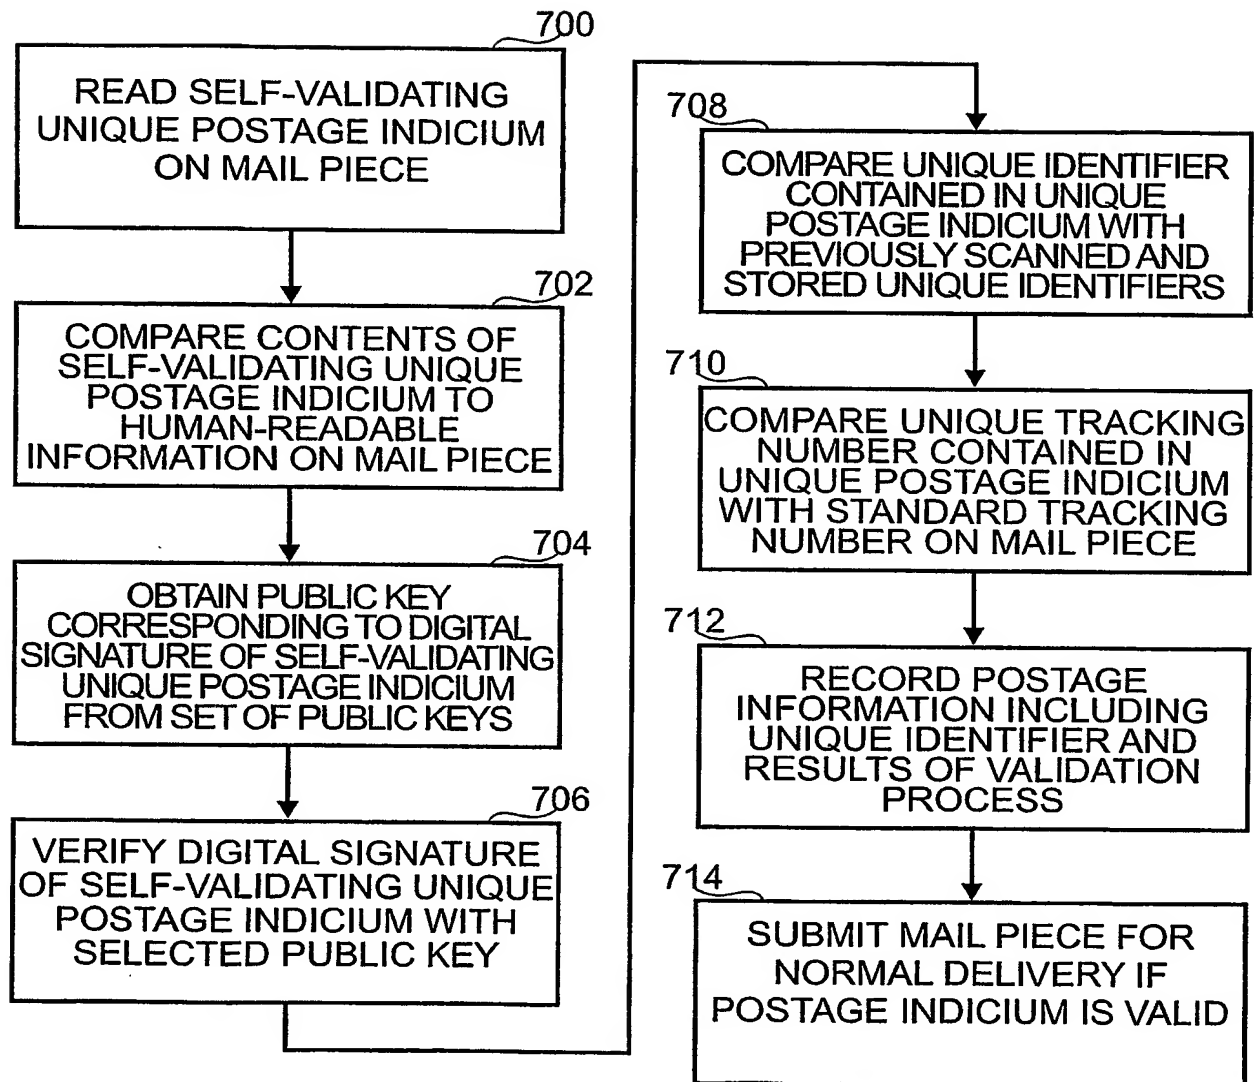 700
READ SELF-VALIDATING
UNIQUE POSTAGE INDICIUM
ON MAIL PIECE
702
COMPARE CONTENTS OF
SELF-VALIDATING UNIQUE
POSTAGE INDICIUM TO
HUMAN-READABLE
INFORMATION ON MAIL PIECE
704
OBTAIN PUBLIC KEY
CORRESPONDING TO DIGITAL
SIGNATURE OF SELF-VALIDATING
UNIQUE POSTAGE INDICIUM
FROM SET OF PUBLIC KEYS
706
VERIFY DIGITAL SIGNATURE
OF SELF-VALIDATING UNIQUE
POSTAGE INDICIUM WITH
SELECTED PUBLIC KEY
708
COMPARE UNIQUE IDENTIFIER
CONTAINED IN UNIQUE
POSTAGE INDICIUM WITH
PREVIOUSLY SCANNED AND
STORED UNIQUE IDENTIFIERS
710
COMPARE UNIQUE TRACKING
NUMBER CONTAINED IN
UNIQUE POSTAGE INDICIUM
WITH STANDARD TRACKING
NUMBER ON MAIL PIECE
712
RECORD POSTAGE
INFORMATION INCLUDING
UNIQUE IDENTIFIER AND
RESULTS OF VALIDATION
PROCESS
714
SUBMIT MAIL PIECE FOR
NORMAL DELIVERY IF
POSTAGE INDICIUM IS VALID